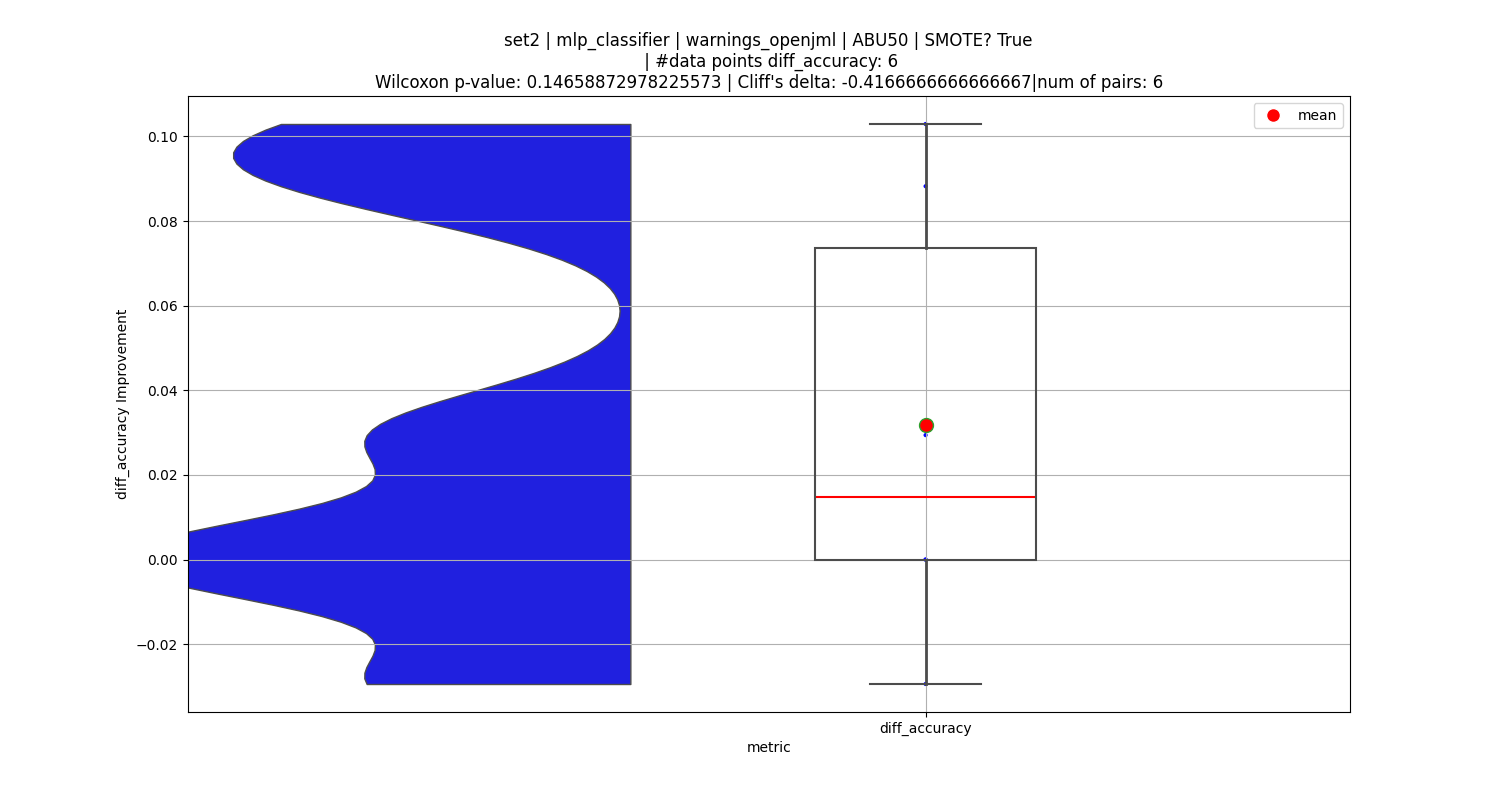 set2 | mlp_classifier | warnings_openjml | ABU50 | SMOTE? True
| #data points diff_accuracy: 6
Wilcoxon p-value: 0.14658872978225573 | Cliff's delta: -0.4166666666666667|num of pairs: 6
mean
0.10
0.08
0.06
0.04
0.02
0.00
−0.02
diff_accuracy Improvement
diff_accuracy
metric